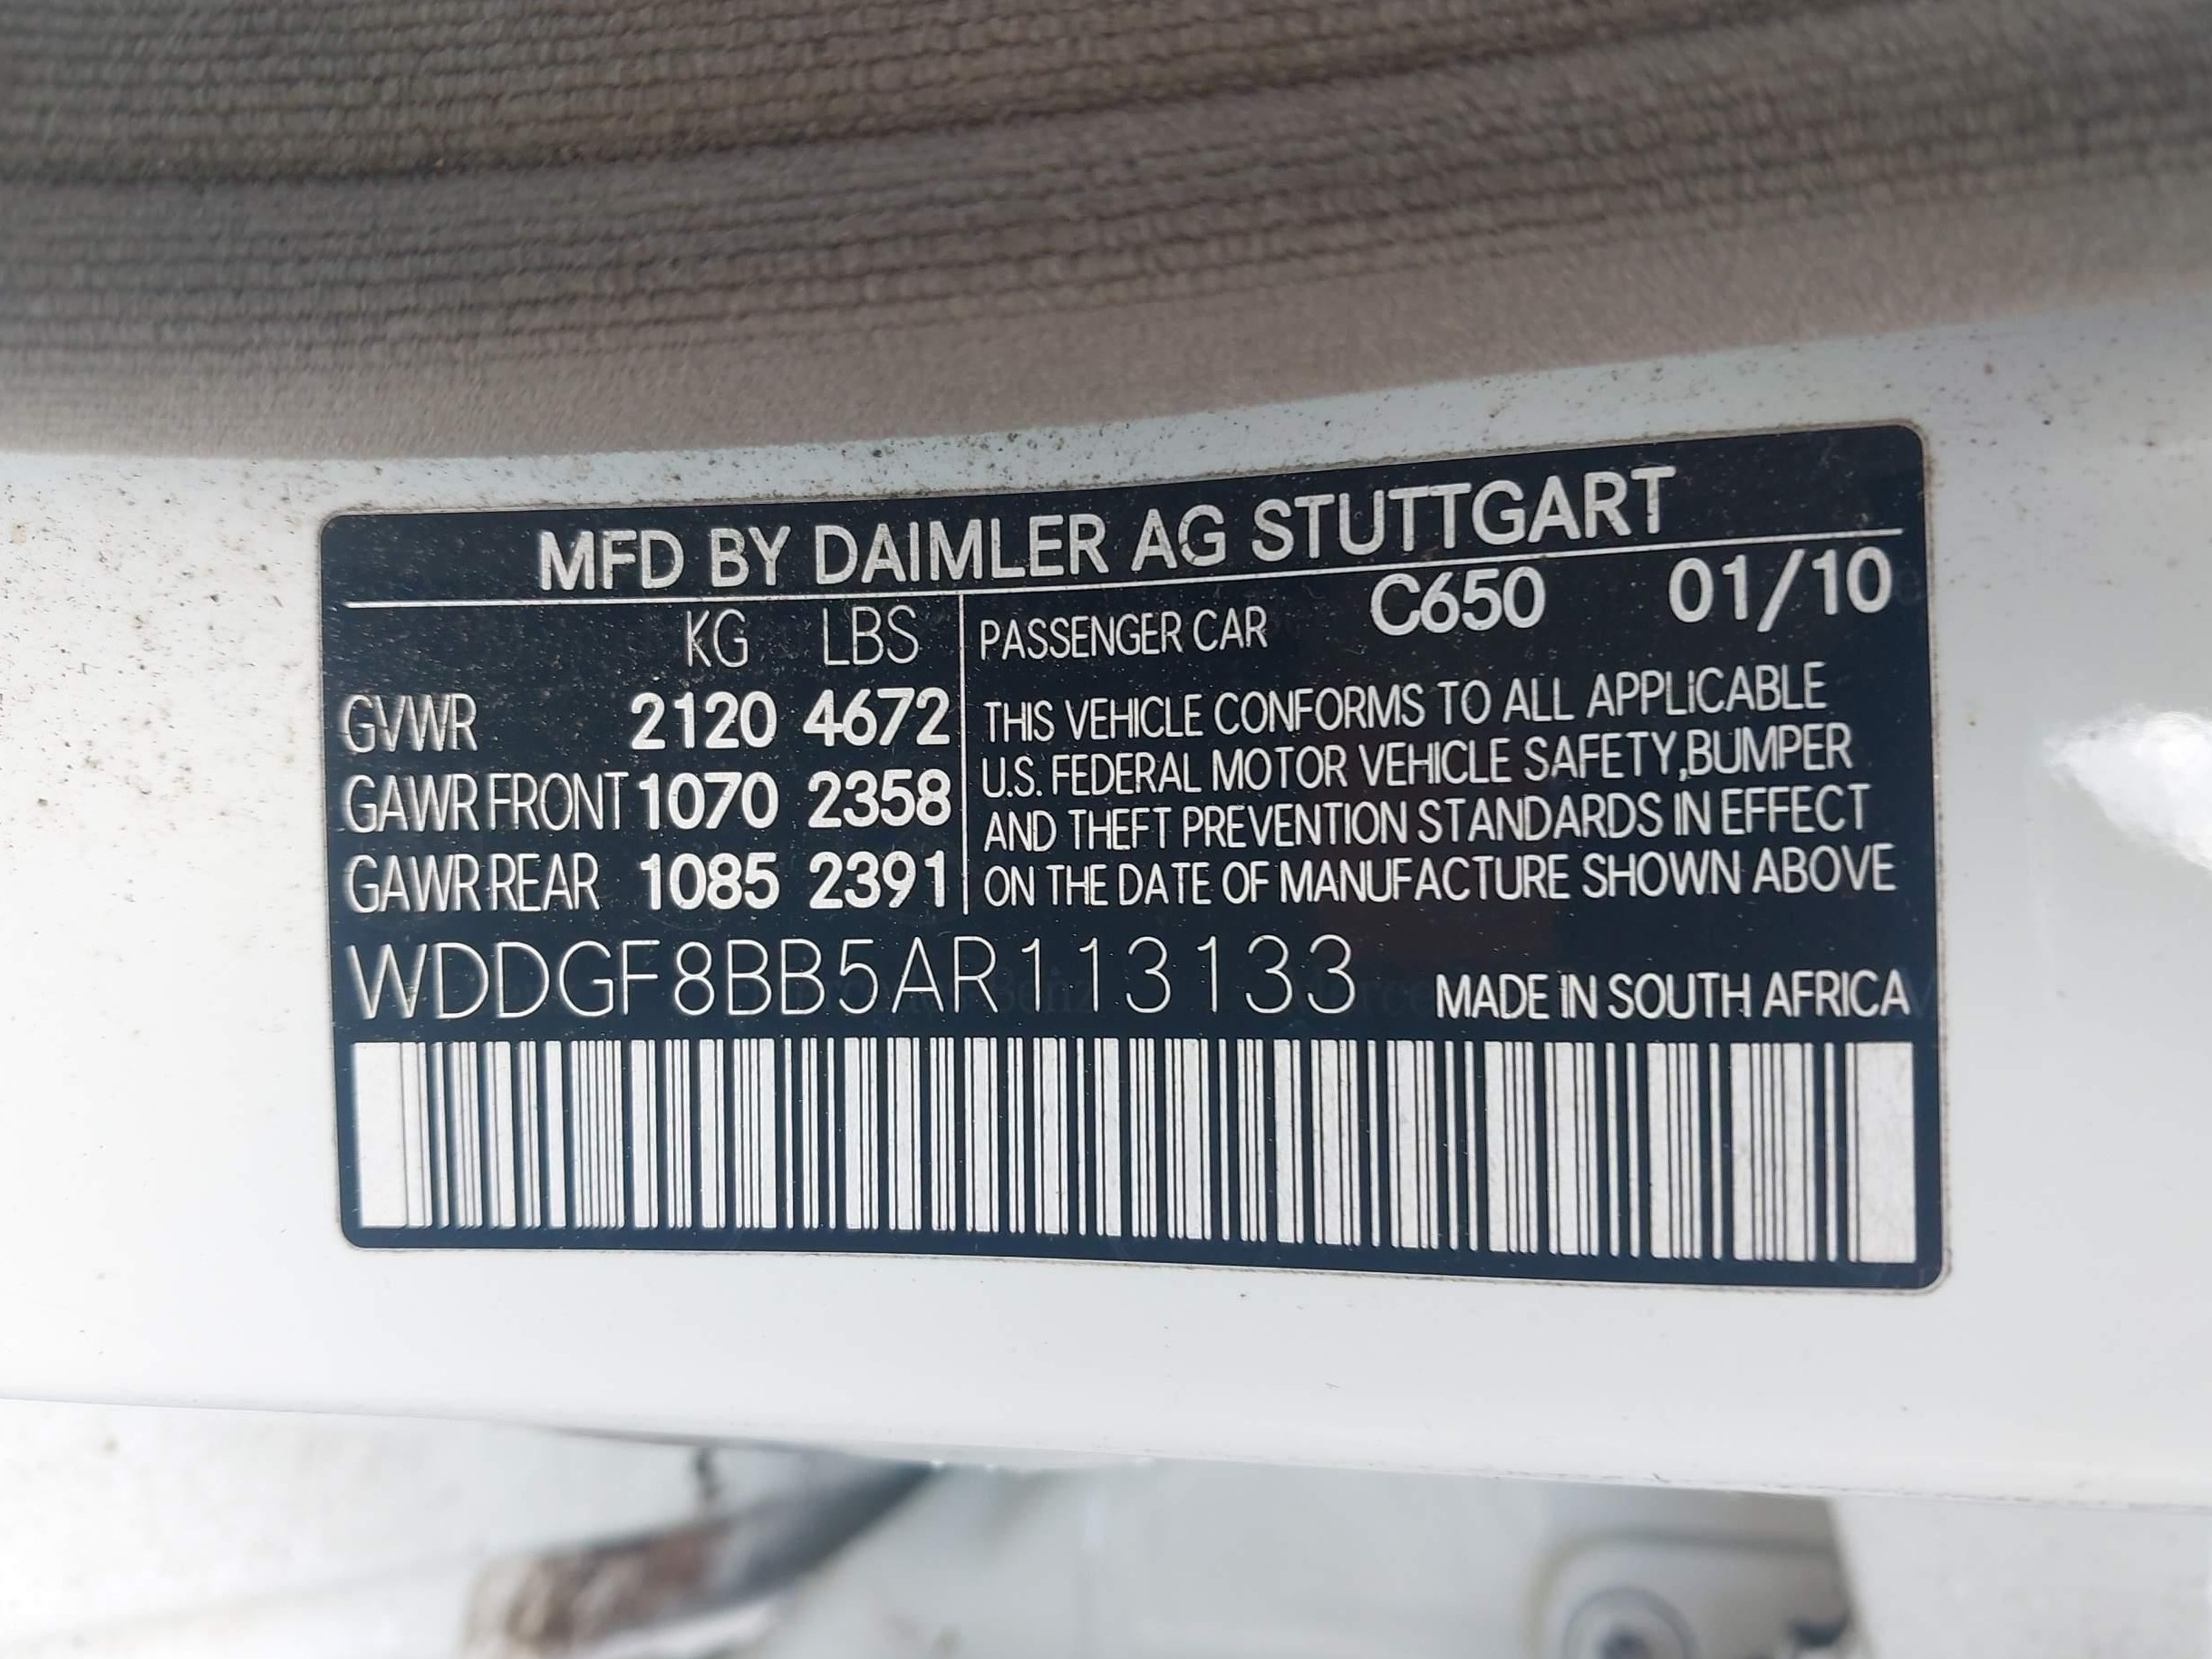 MFD BY DAIMLER AG STUTTGART
KG LBS
GVWR 2120 4672
GAWR FRONT 1070 2358
GAWR REAR 1085 2391
PASSENGER CAR C650 01/10
THIS VEHICLE CONFORMS TO ALL APPLICABLE
U.S. FEDERAL MOTOR VEHICLE SAFETY,BUMPER
AND THEFT PREVENTION STANDARDS IN EFFECT
ON THE DATE OF MANUFACTURE SHOWN ABOVE
WDDGF8BB5AR113133 MADE IN SOUTH AFRICA